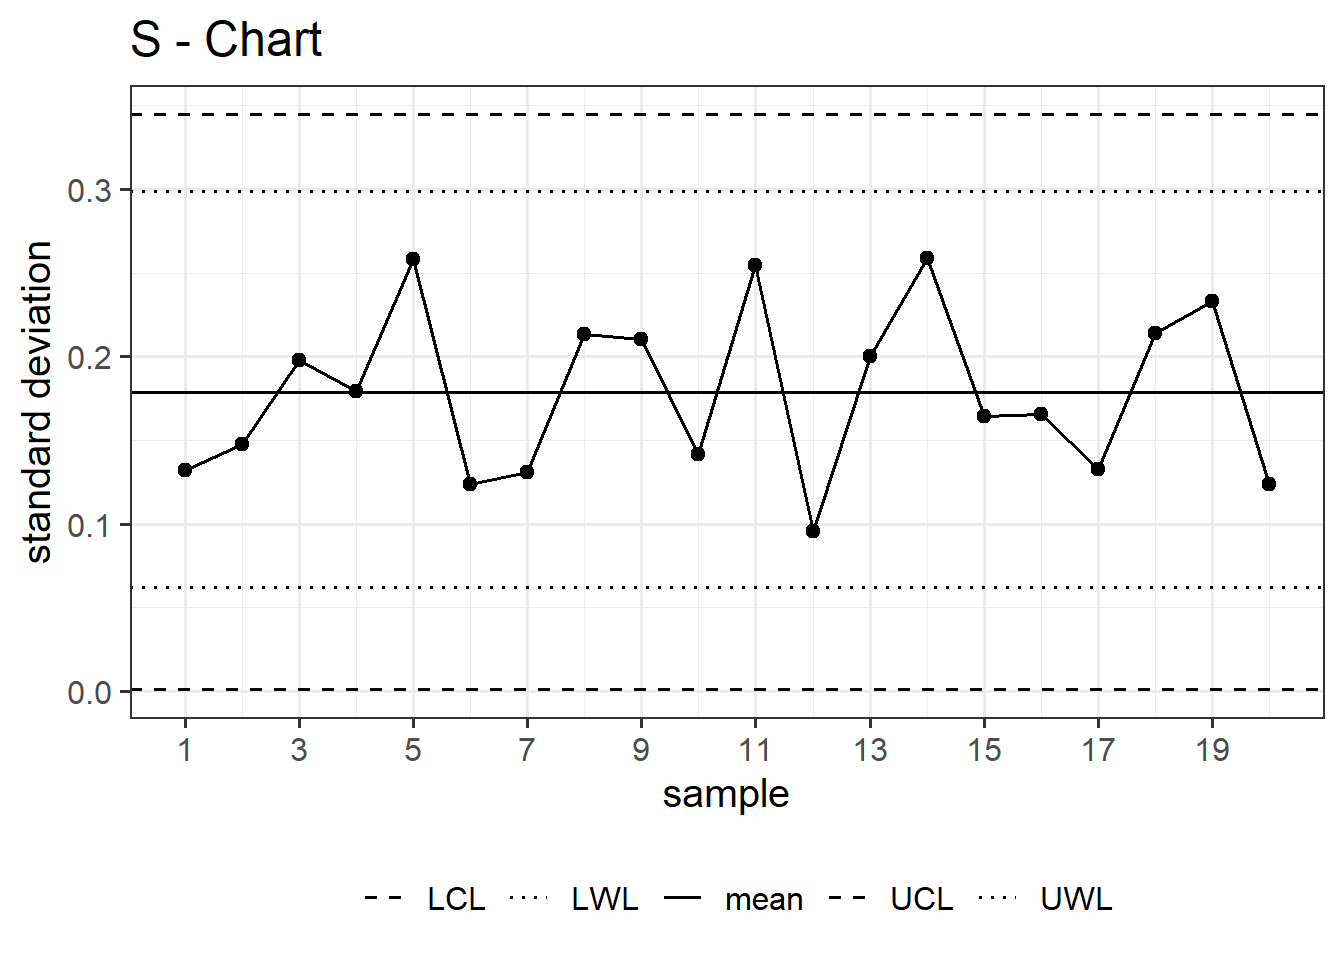 S - Chart
standard deviation
0.3
0.2
0.1
0.0
1 3 5 7 9 11 13 15 17 19
sample
LCL LWL mean UCL UWL